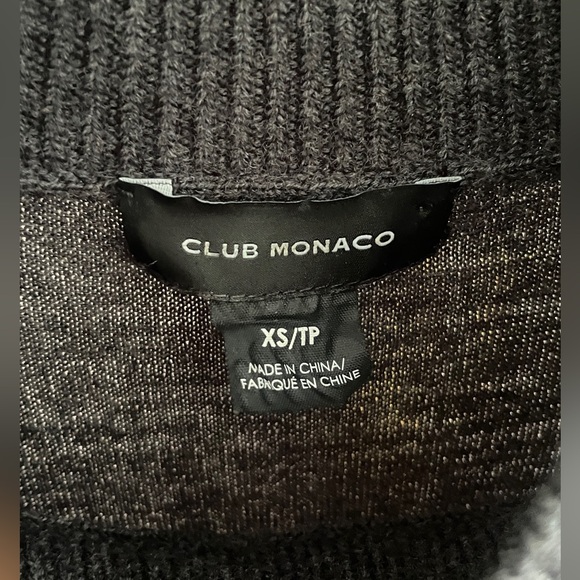 CLUB MONACO
XS/TP
MADE IN CHINA/
FABRIQUÉ EN CHINE